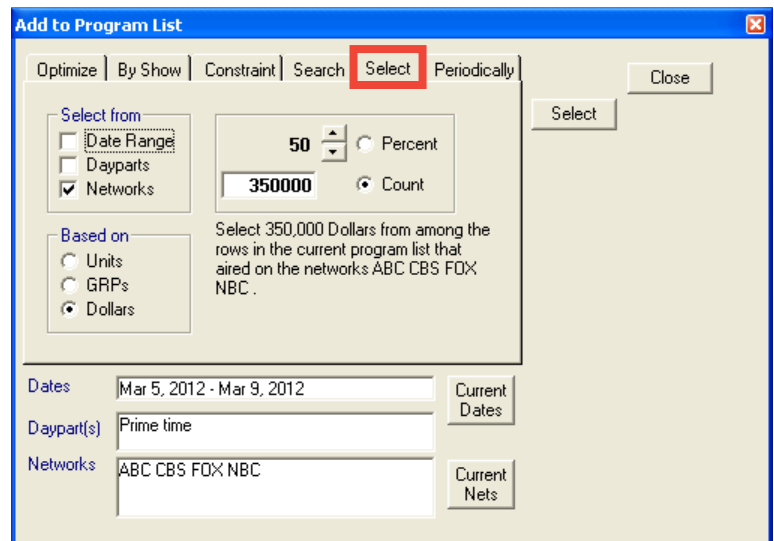 Add to Program List
Optimize By Show Constraint Search Select Periodically
Close
Select
Select from
Date Range
Dayparts
Networks
50 Percent
350000 Count
Based on
Units
GRPs
Dollars
Select 350,000 Dollars from among the
rows in the current program list that
aired on the networks ABC CBS FOX
NBC .
Dates Mar 5, 2012 - Mar 9, 2012
Current
Dates
Daypart(s) Prime time
Networks ABC CBS FOX NBC
Current
Nets